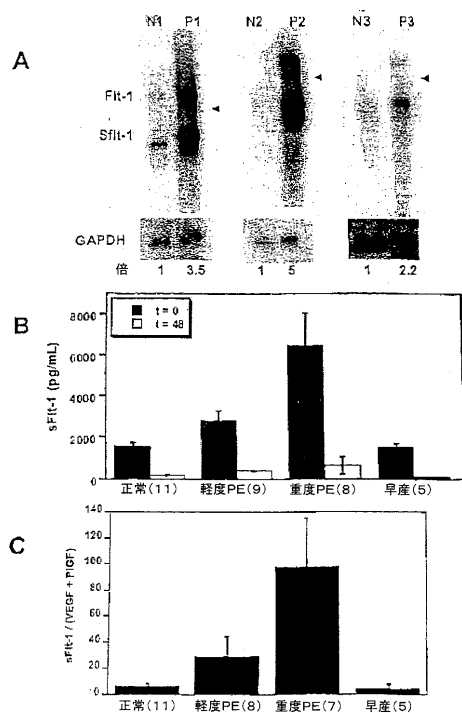 A
N1 P1 N2 P2 N3 P3
Flt-1
Sflt-1
GAPDH
倍 1 3.5 1 5 1 2.2
B
t = 0
t = 48
sFlt-1 (pg/mL)
8000
6000
4000
2000
0
正常(11) 軽度PE(9) 重度PE(8) 早産(5)
C
sFlt-1 / (VEGF + PlGF)
140
120
100
80
60
40
20
0
正常(11) 軽度PE(8) 重度PE(7) 早産(5)